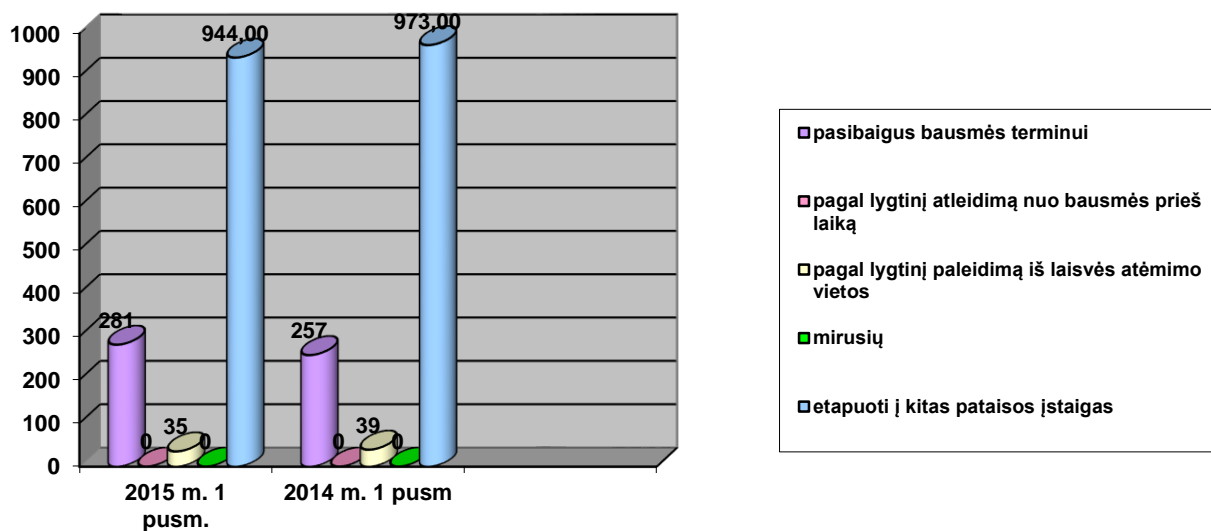 1000
900
800
700
600
500
400
300
200
100
0
944,00
973,00
281
0
35
0
257
0
39
0
2015 m. 1
pusm.
2014 m. 1 pusm
pasibaigus bausmės terminui
pagal lygtinį atleidimą nuo bausmės prieš
laiką
pagal lygtinį paleidimą iš laisvės atėmimo
vietos
mirusių
etapuoti į kitas pataisos įstaigas